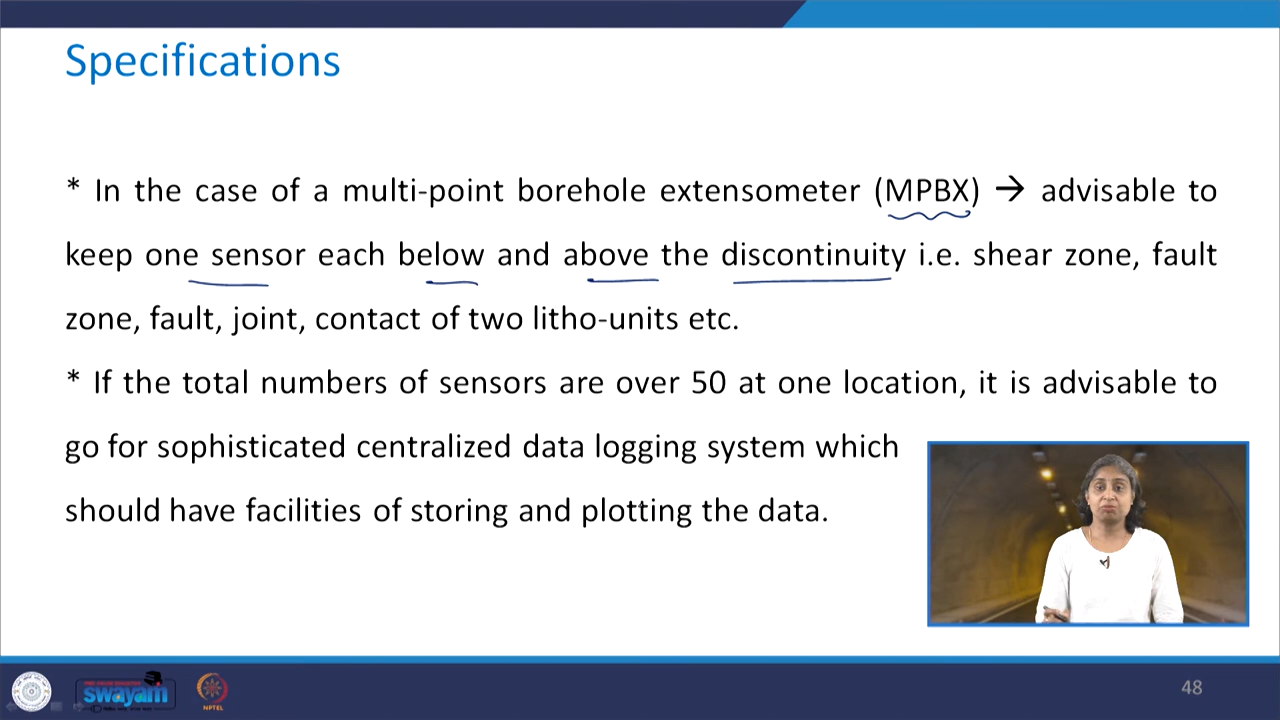 Specifications
* In the case of a multi-point borehole extensometer (MPBX) → advisable to
keep one sensor each below and above the discontinuity i.e. shear zone, fault
zone, fault, joint, contact of two litho-units etc.
* If the total numbers of sensors are over 50 at one location, it is advisable to
go for sophisticated centralized data logging system which
should have facilities of storing and plotting the data.
swayam
NPTEL
48